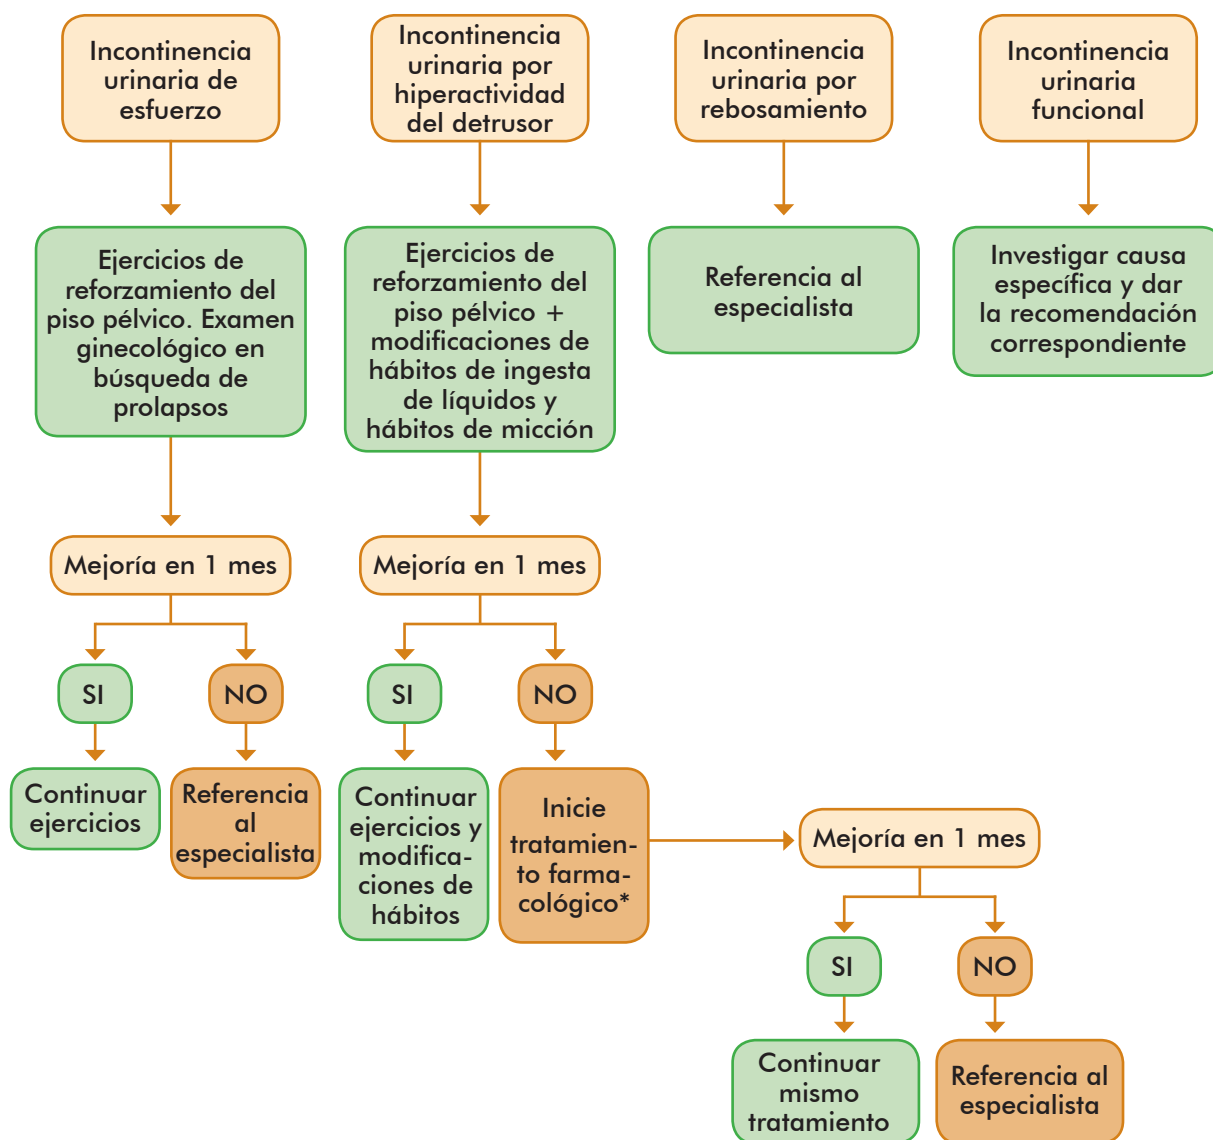 Incontinencia
urinaria de
esfuerzo
Incontinencia
urinaria por
hiperactividad
del detrusor
Incontinencia
urinaria por
rebosamiento
Incontinencia
urinaria
funcional
Ejercicios de
reforzamiento del
piso pélvico. Examen
ginecológico en
búsqueda de
prolapsos
Ejercicios de
reforzamiento del
piso pélvico +
modificaciones de
hábitos de ingesta
de líquidos y
hábitos de micción
Referencia al
especialista
Investigar causa
específica y dar
la recomendación
correspondiente
Mejoría en 1 mes
Mejoría en 1 mes
SI
NO
SI
NO
Continuar
ejercicios
Referencia
al
especialista
Continuar
ejercicios y
modifica-
ciones de
hábitos
Inicie
tratamien-
to farma-
cológico*
Mejoría en 1 mes
SI
NO
Continuar
mismo
tratamiento
Referencia al
especialista